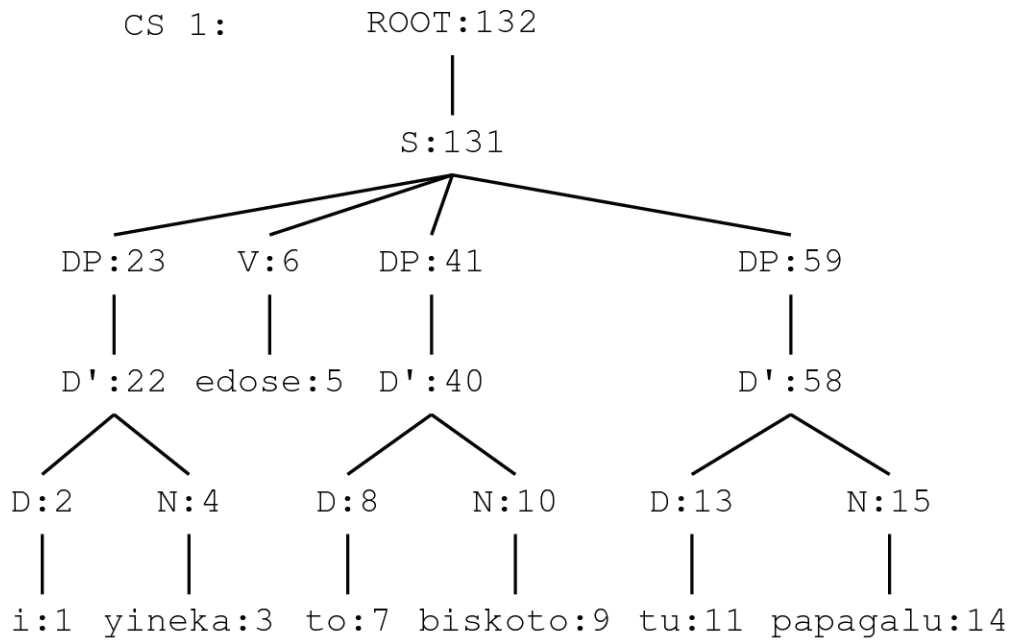 CS 1: ROOT:132
S:131
DP:23 V:6 DP:41 DP:59
D':22 edose:5 D':40 D':58
D:2 N:4 D:8 N:10 D:13 N:15
i:1 yineka:3 to:7 biskoto:9 tu:11 papagalu:14